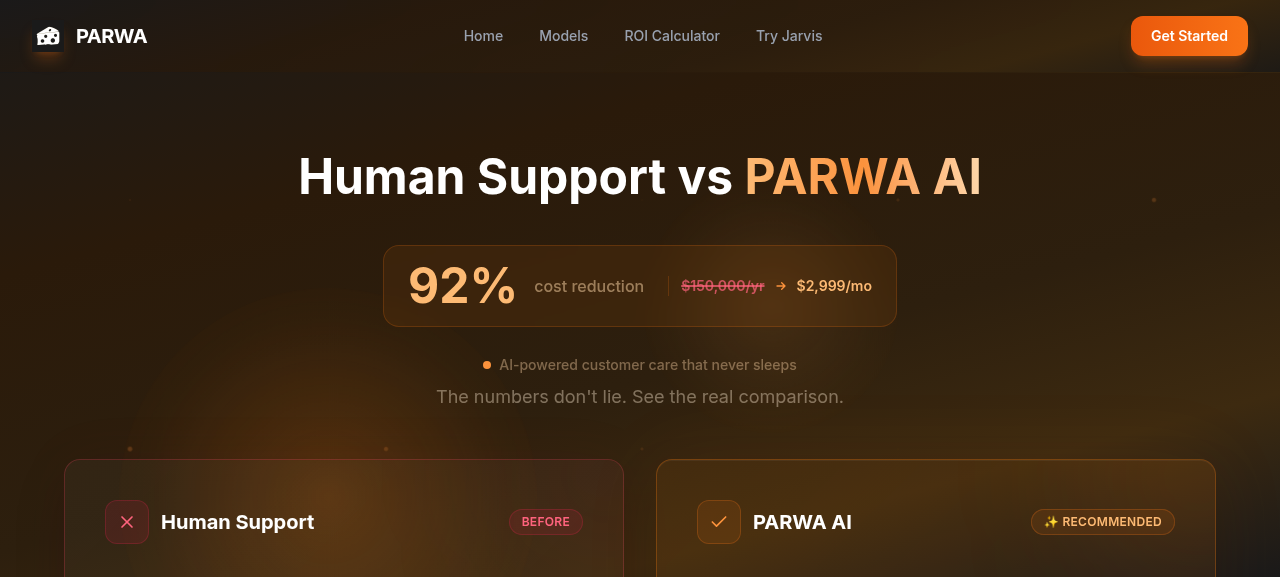 PARWA
Home
Models
ROI Calculator
Try Jarvis
Get Started
Human Support vs PARWA AI
92% cost reduction $150,000/yr → $2,999/mo
AI-powered customer care that never sleeps
The numbers don't lie. See the real comparison.
Human Support
BEFORE
PARWA AI
✨ RECOMMENDED